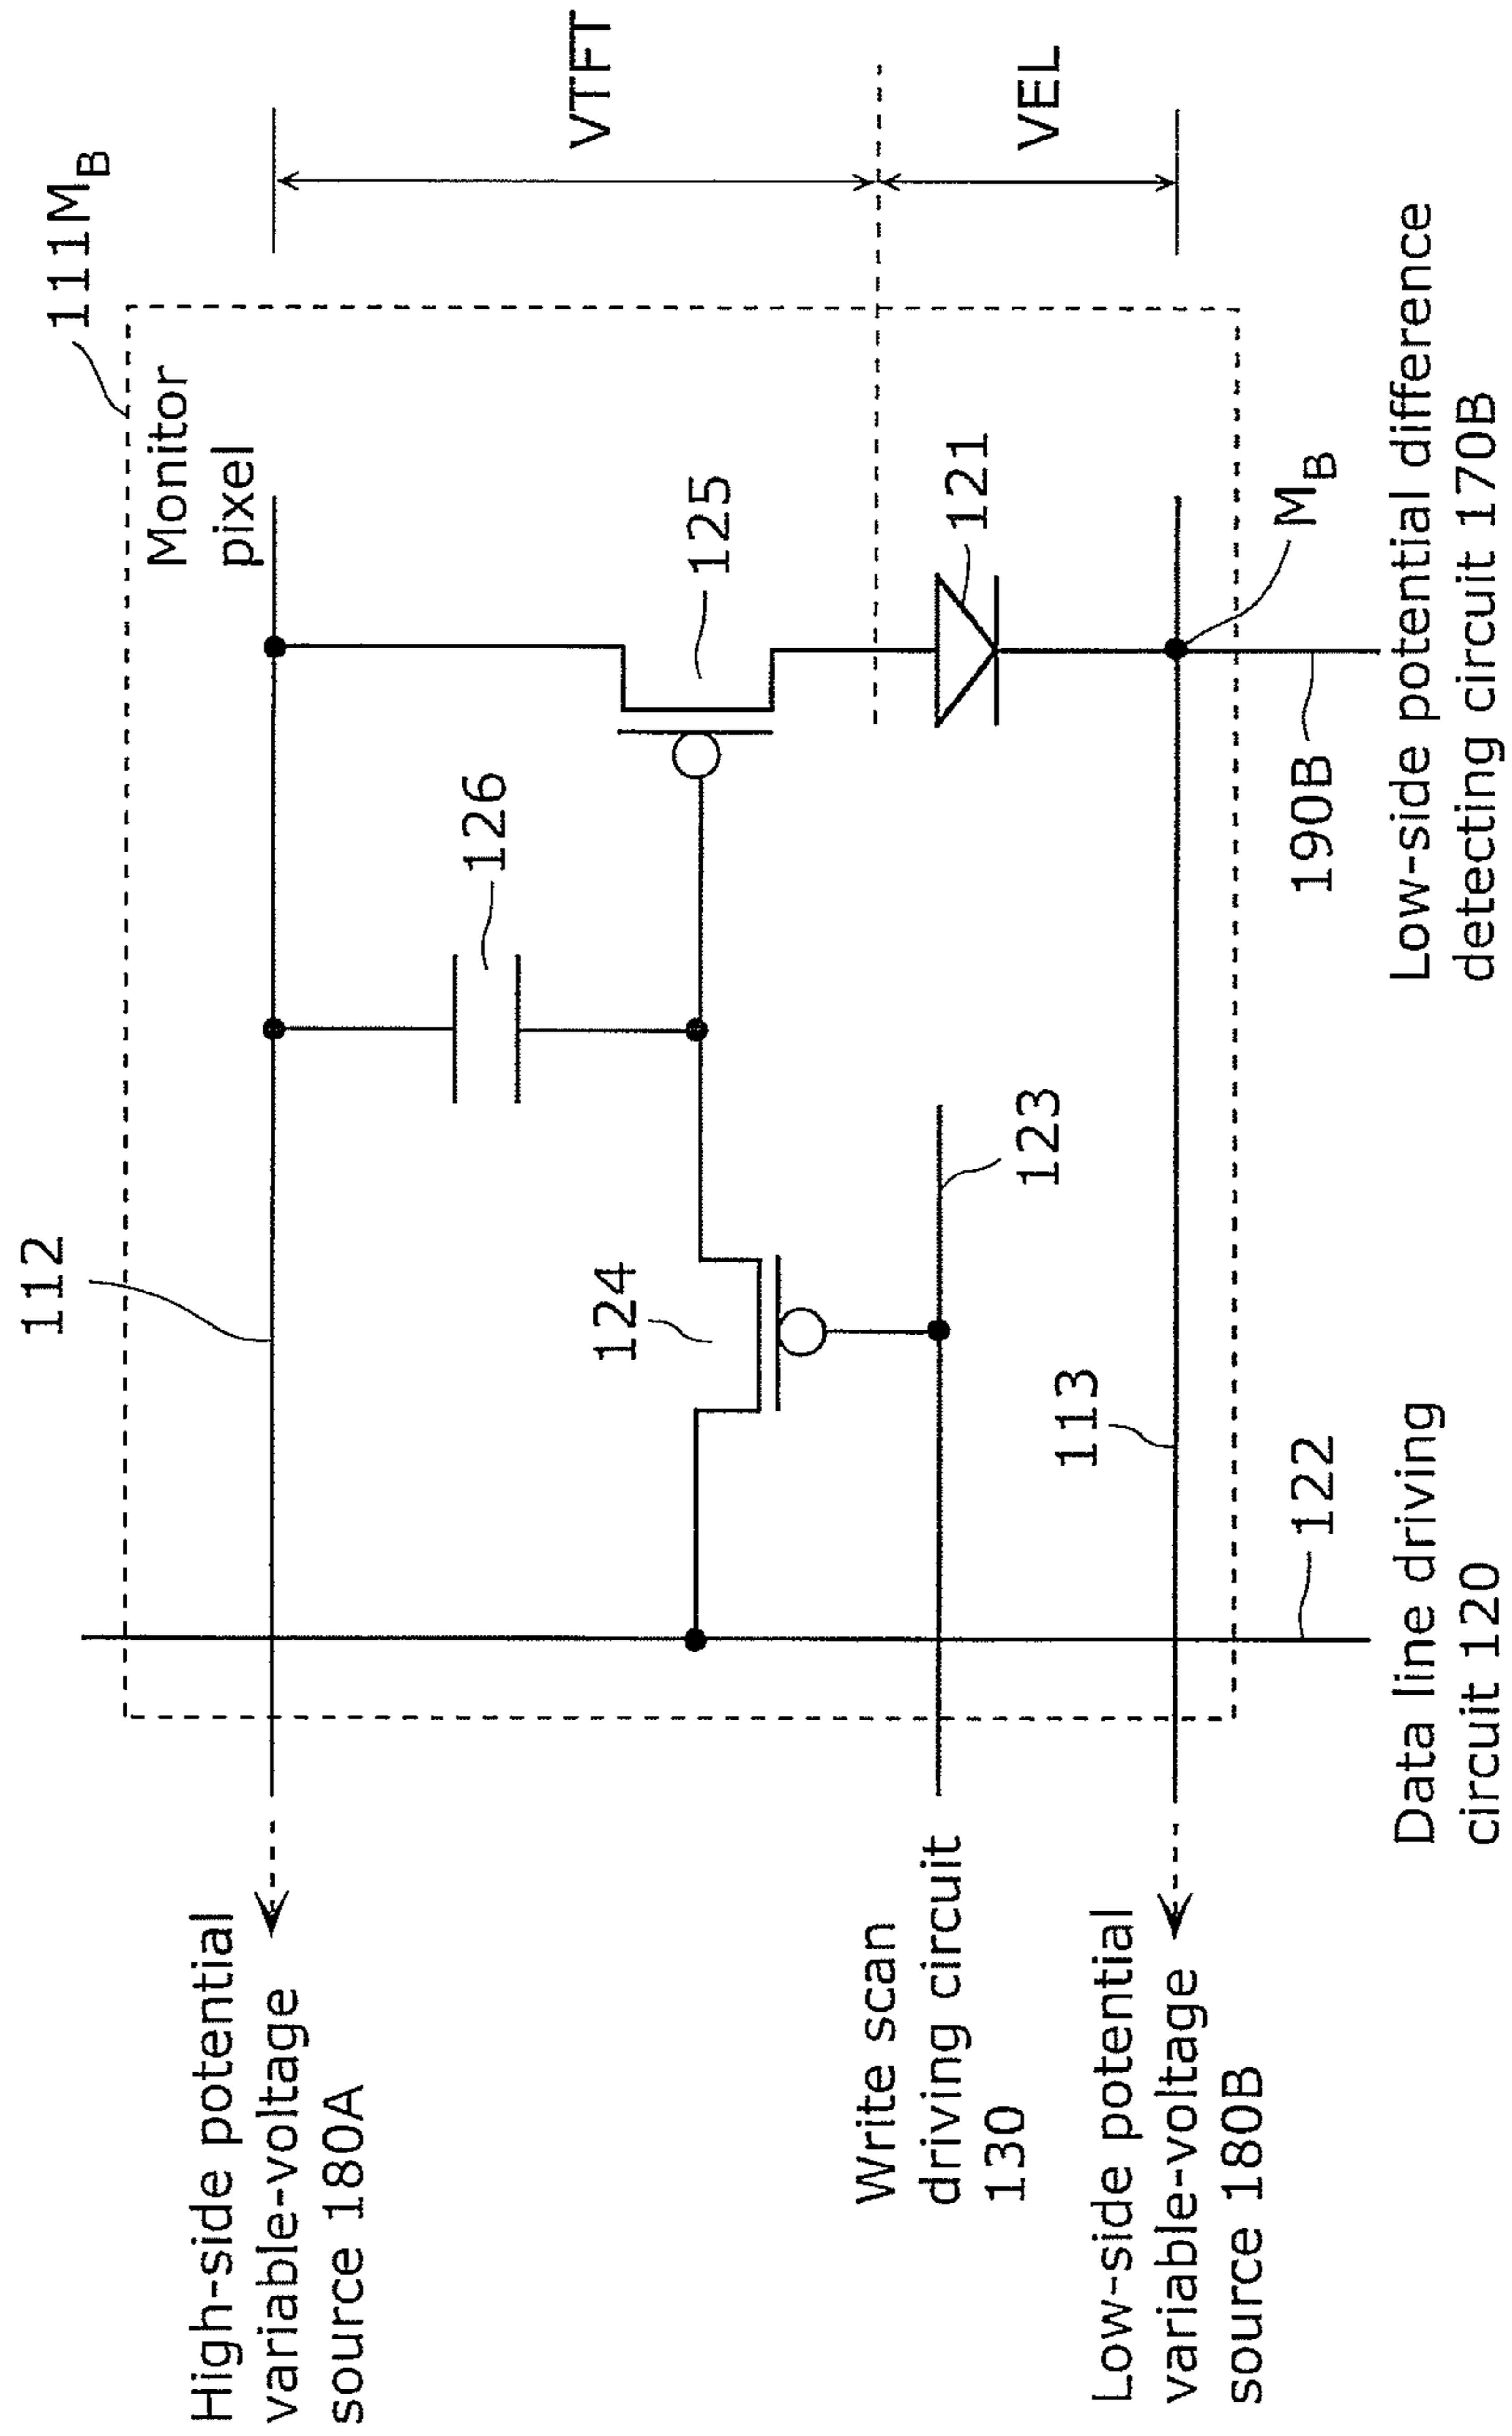 111M_B
112
Monitor
pixel
126
125
VTFT
124
121
VEL
123
113
M_B
122
190B
High-side potential
variable-voltage
source 180A
Write scan
driving circuit
130
Low-side potential
variable-voltage
source 180B
Data line driving
circuit 120
Low-side potential difference
detecting circuit 170B